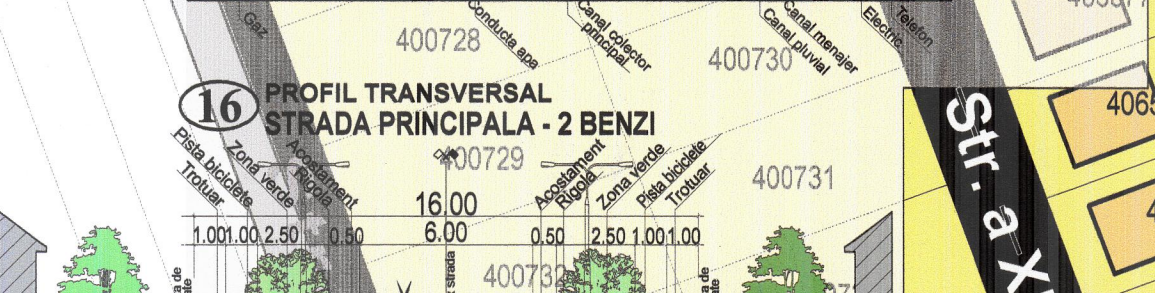 Gaz
Conducta apa
Canal colector
principal
Canal menajer
Canal pluvial
Electric
Telefon
400728
400730
16
PROFIL TRANSVERSAL
STRADA PRINCIPALA - 2 BENZI
Str. a
400729
400731
Trotuar
Pista biciclete
Zona verde
Rigola
Acostament
Acostament
Rigola
Zona verde
Pista biciclete
Trotuar
16.00
1.00 1.00 2.50 0.50 6.00 0.50 2.50 1.00 1.00
400732